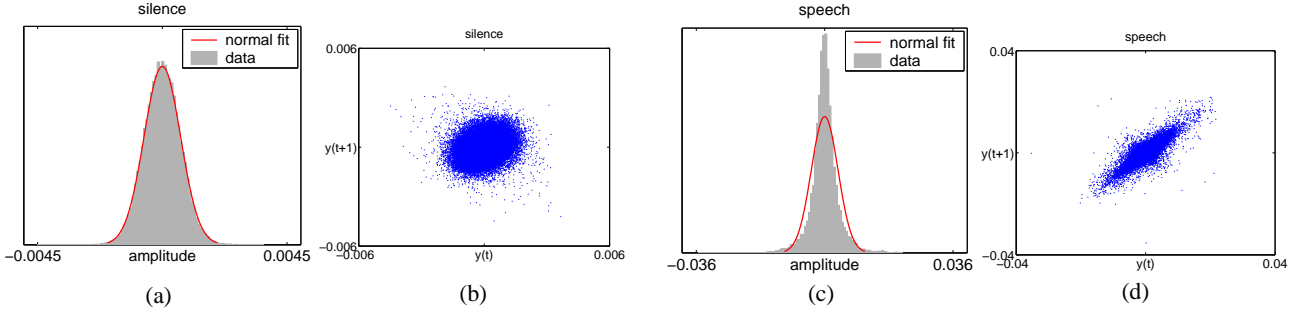 silence
normal fit
data
−0.0045
amplitude
0.0045
(a)
silence
0.006
y(t+1)
−0.006
−0.006
y(t)
0.006
(b)
speech
normal fit
data
−0.036
amplitude
0.036
(c)
speech
0.04
y(t+1)
−0.04
−0.04
y(t)
0.04
(d)